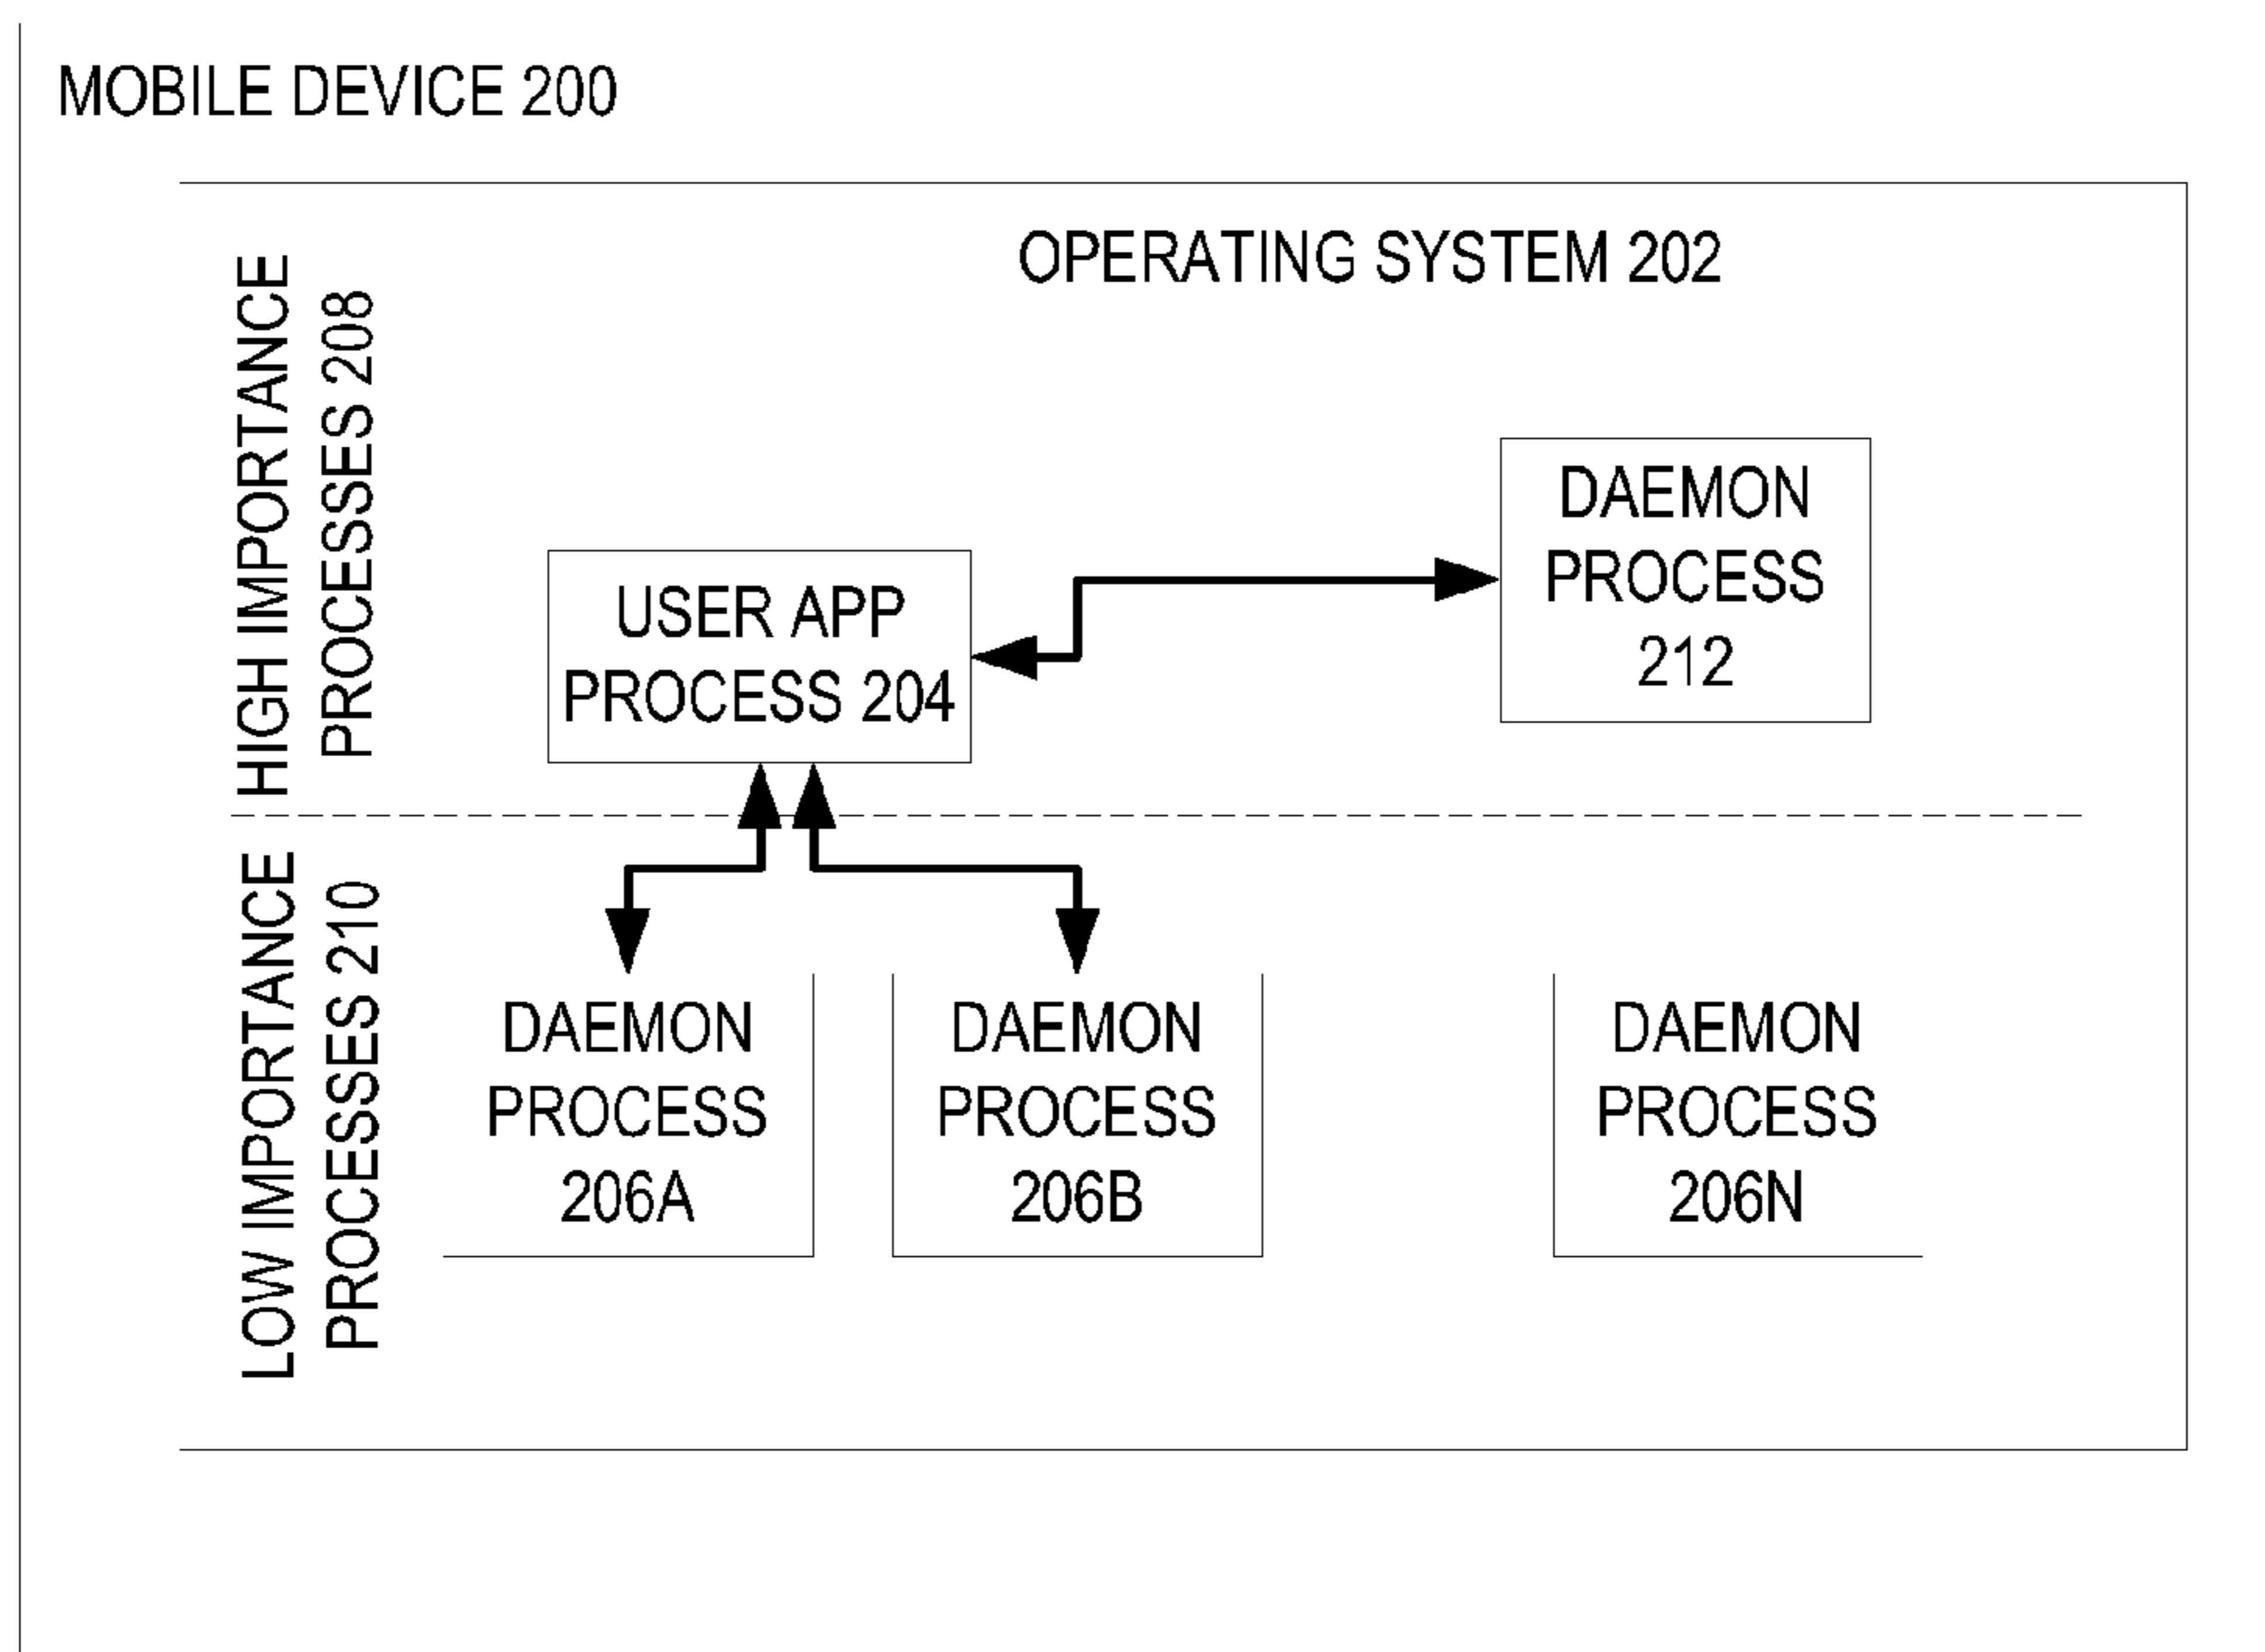 MOBILE DEVICE 200
OPERATING SYSTEM 202
HIGH IMPORTANCE
PROCESSES 208
DAEMON
PROCESS
212
USER APP
PROCESS 204
LOW IMPORTANCE
PROCESSES 210
DAEMON
PROCESS
206A
DAEMON
PROCESS
206B
DAEMON
PROCESS
206N